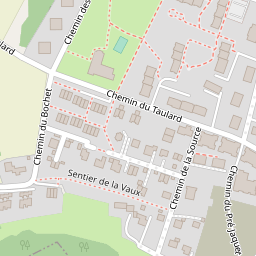 Chemin des
Taulard
Chemin du Taulard
Chemin du Bochet
Chemin de la Source
Sentier de la Vaux
Chemin du Pré Jaquet